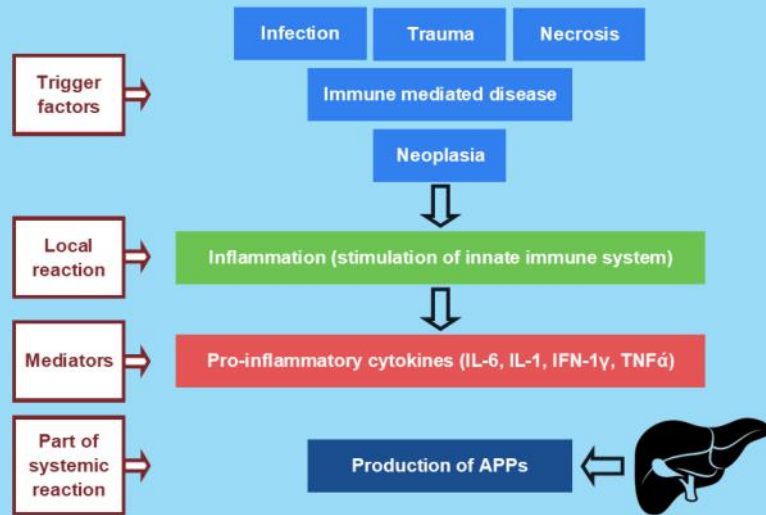 Infection
Trauma
Necrosis
Trigger
factors
Immune mediated disease
Neoplasia
Local
reaction
Inflammation (stimulation of innate immune system)
Mediators
Pro-inflammatory cytokines (IL-6, IL-1, IFN-1γ, TNFά)
Part of
systemic
reaction
Production of APPs